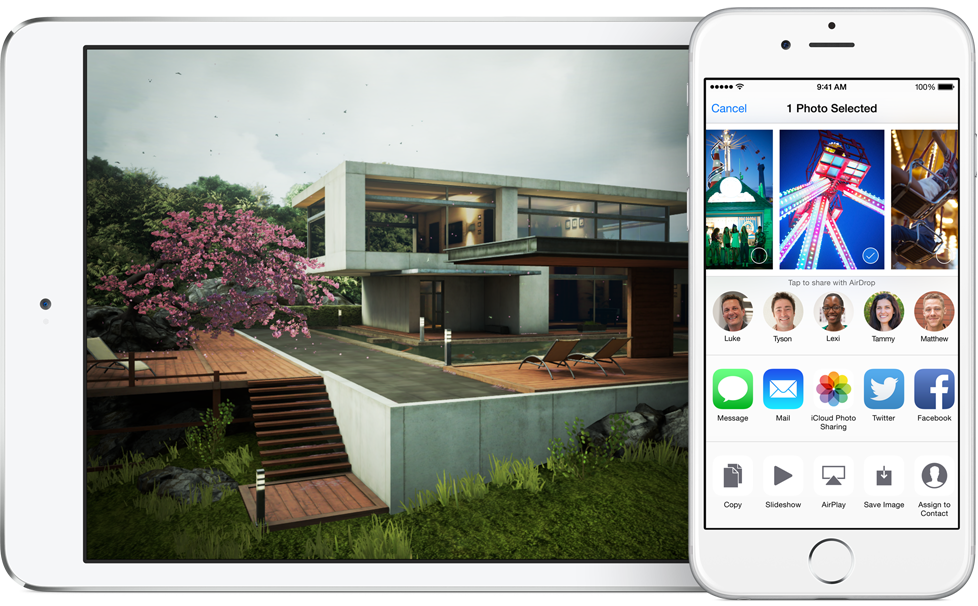 9:41 AM
100%
Cancel
1 Photo Selected
Tap to share with AirDrop
Luke
Tyson
Lexi
Tammy
Matthew
Message
Mail
iCloud Photo
Sharing
Twitter
Facebook
Copy
Slideshow
AirPlay
Save Image
Assign to
Contact